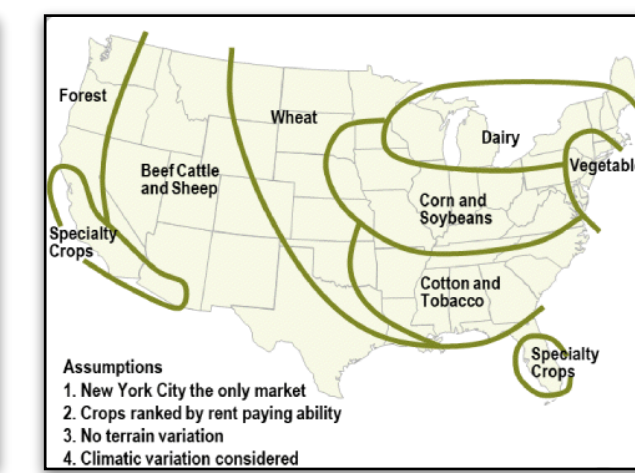 Forest
Wheat
Dairy
Vegetabl
Beef Cattle
and Sheep
Corn and
Soybeans
Specialty
Crops
Cotton and
Tobacco
Specialty
Crops
Assumptions
1. New York City the only market
2. Crops ranked by rent paying ability
3. No terrain variation
4. Climatic variation considered